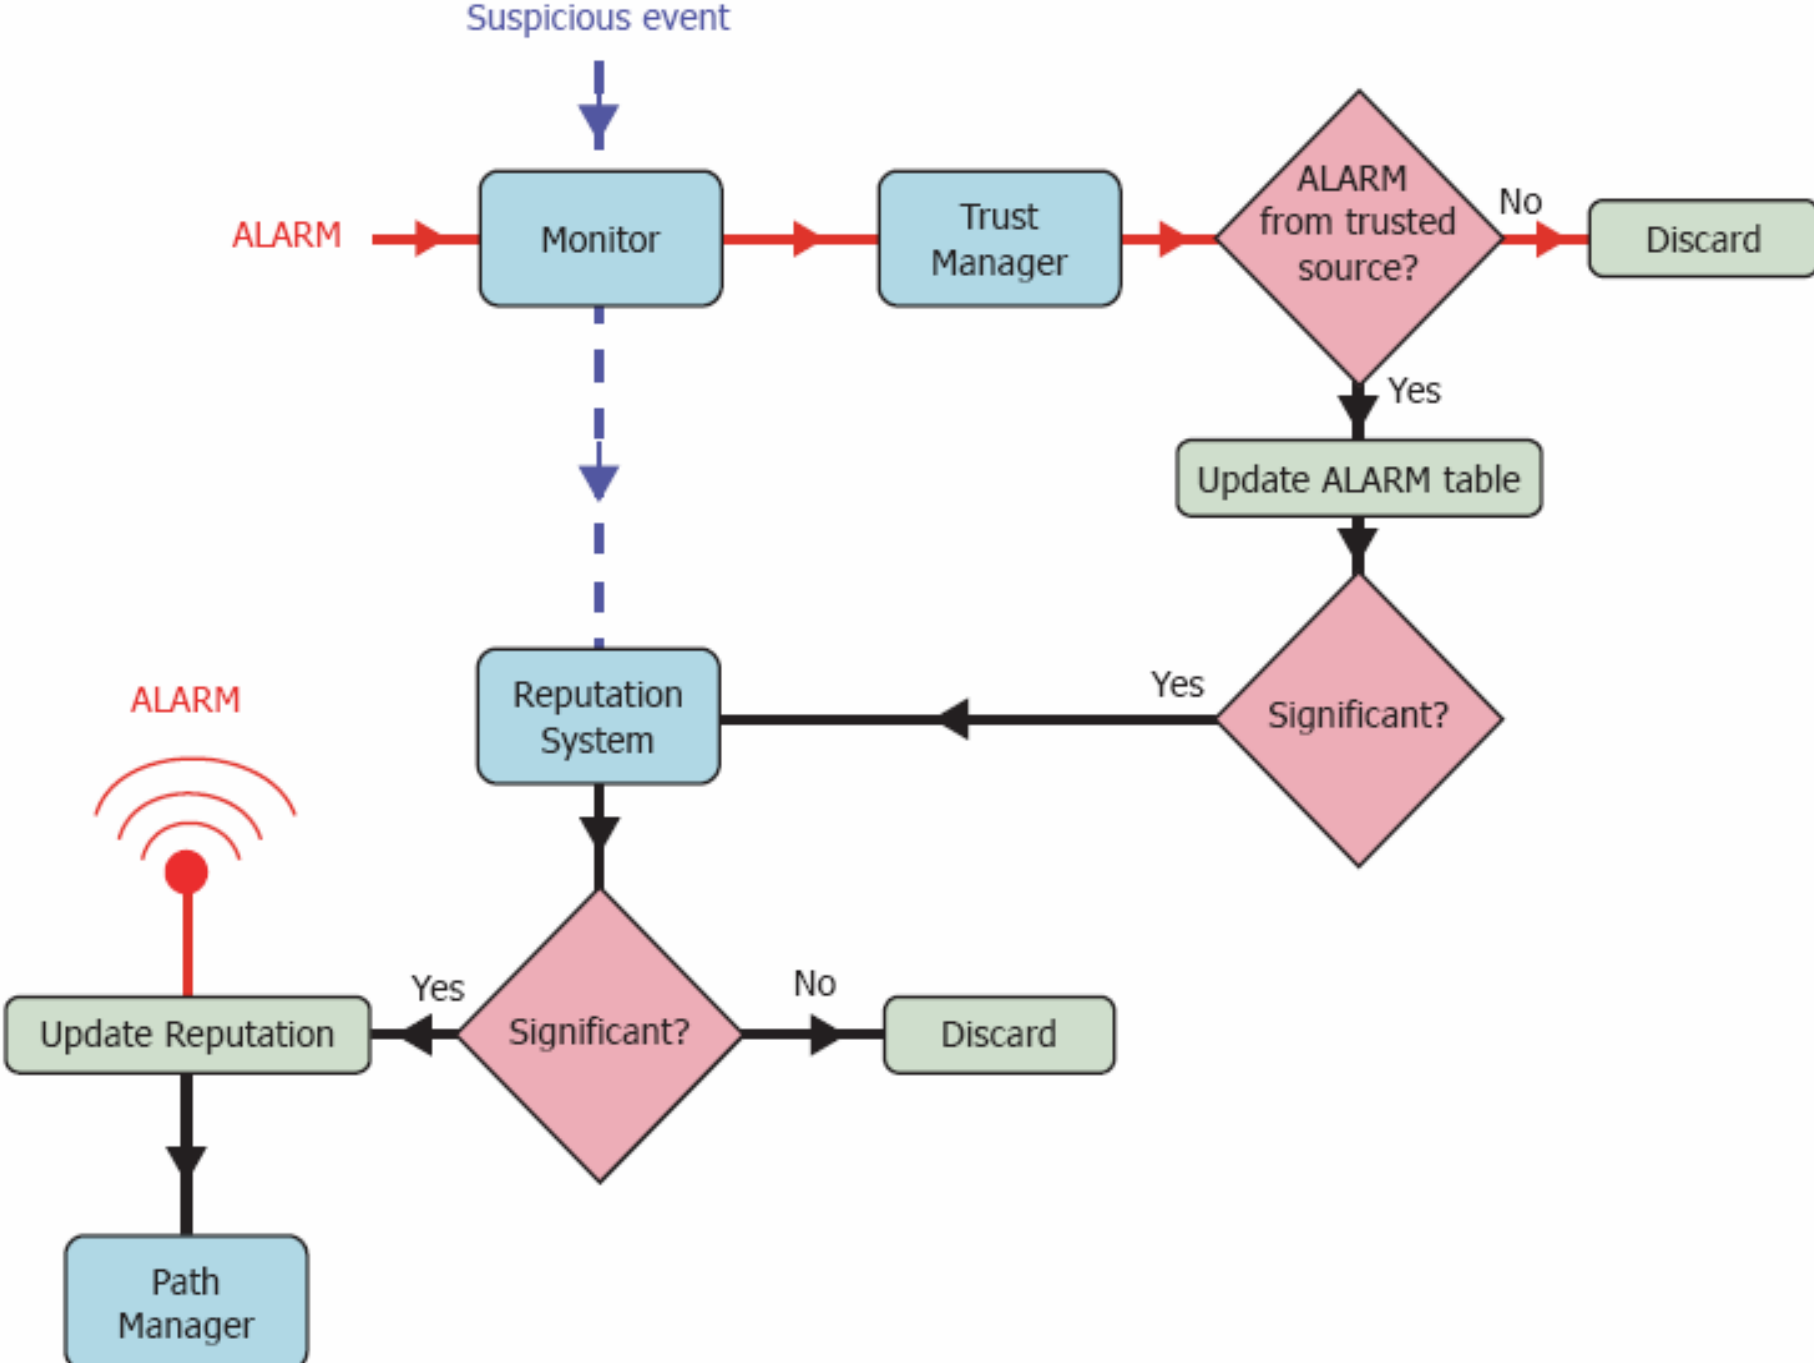 Suspicious event
ALARM
Monitor
Trust
Manager
ALARM
from trusted
source?
No
Discard
Yes
Update ALARM table
Yes
Significant?
Reputation
System
ALARM
Yes
Significant?
No
Discard
Update Reputation
Path
Manager